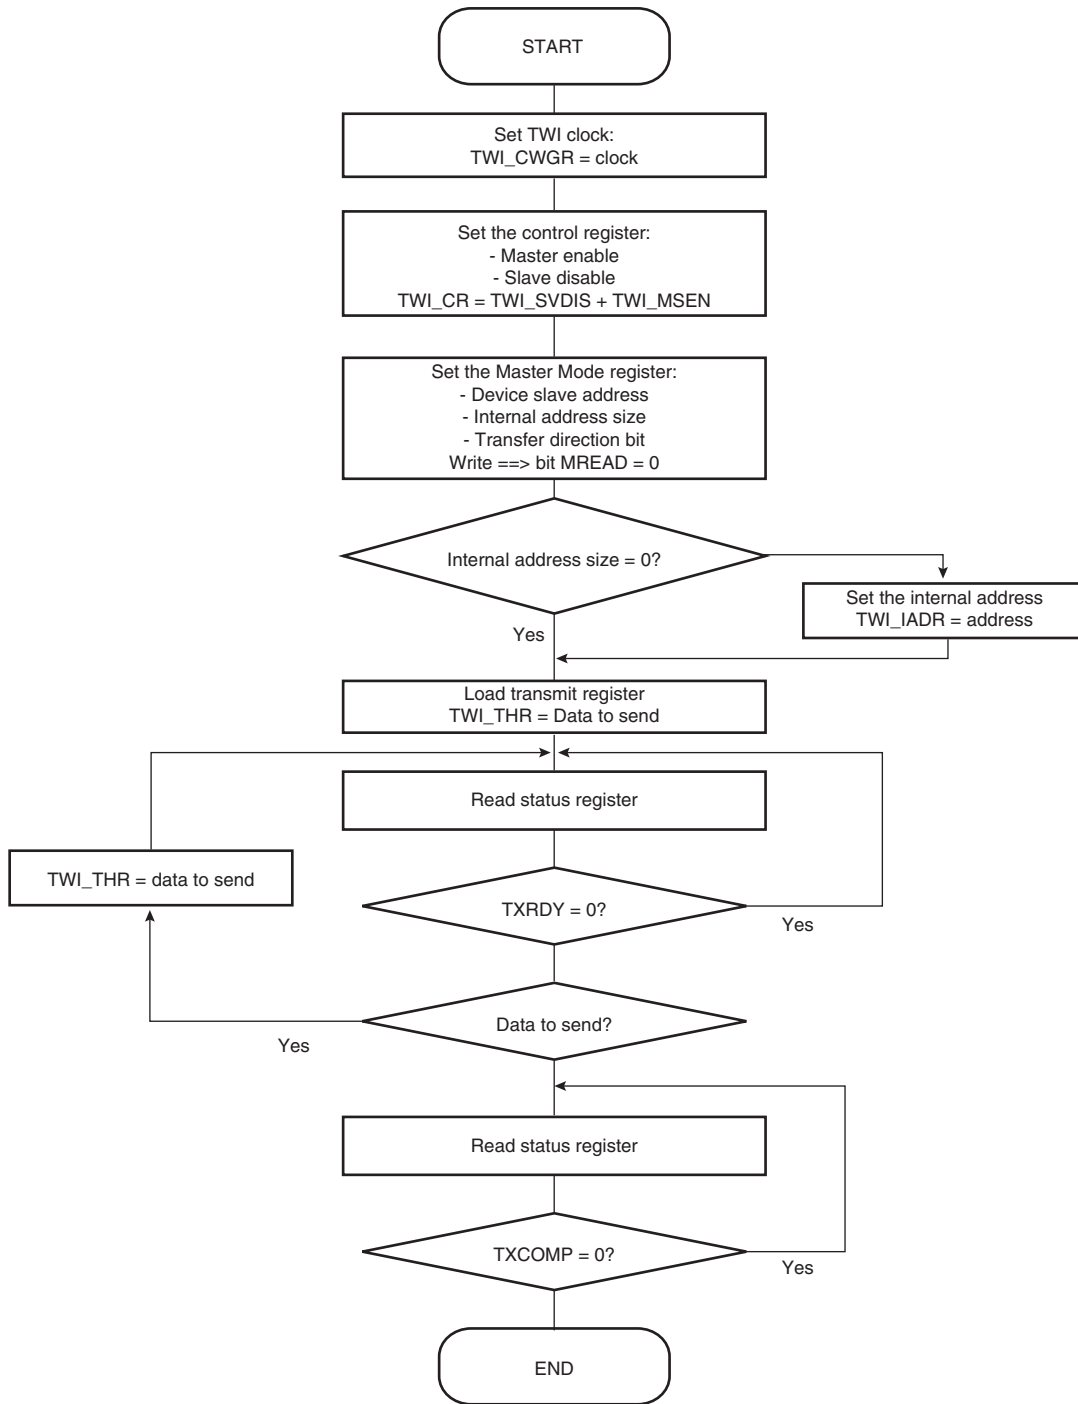 START
Set TWI clock:
TWI_CWGR = clock
Set the control register:
- Master enable
- Slave disable
TWI_CR = TWI_SVDIS + TWI_MSEN
Set the Master Mode register:
- Device slave address
- Internal address size
- Transfer direction bit
Write ==> bit MREAD = 0
Internal address size = 0?
Set the internal address
TWI_IADR = address
Yes
Load transmit register
TWI_THR = Data to send
Read status register
TWI_THR = data to send
TXRDY = 0?
Yes
Data to send?
Yes
Read status register
TXCOMP = 0?
Yes
END